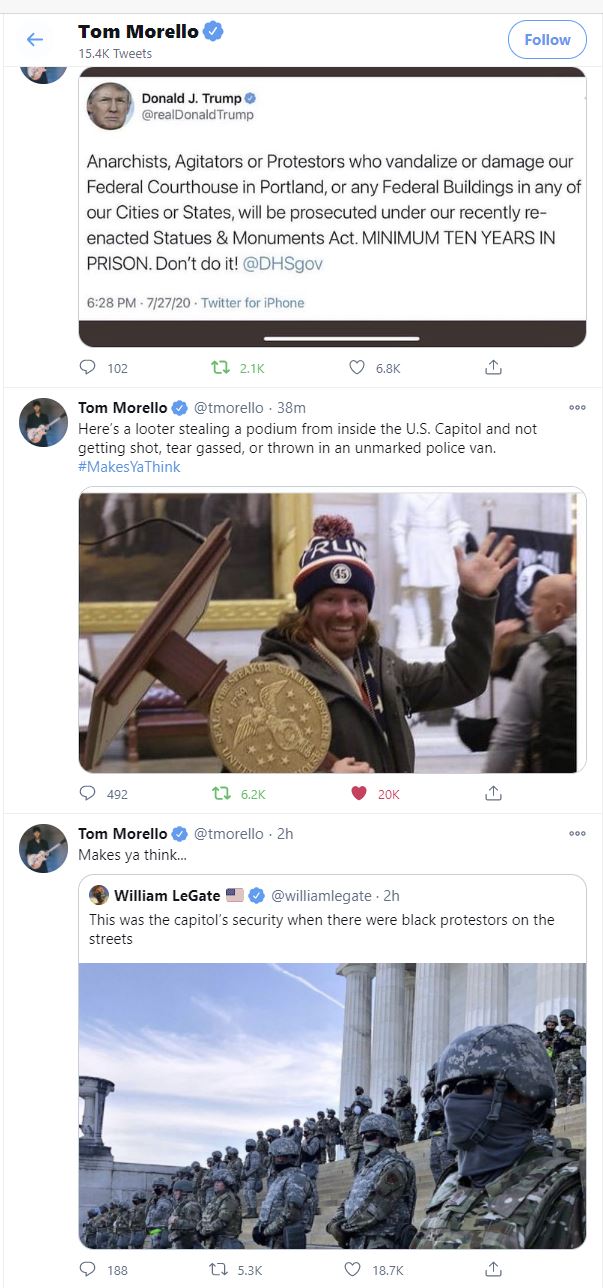 Tom Morello
15.4K Tweets
Follow
Donald J. Trump
@realDonaldTrump
Anarchists, Agitators or Protestors who vandalize or damage our
Federal Courthouse in Portland, or any Federal Buildings in any of
our Cities or States, will be prosecuted under our recently re-
enacted Statues & Monuments Act. MINIMUM TEN YEARS IN
PRISON. Don't do it! @DHSgov
6:28 PM · 7/27/20 · Twitter for iPhone
102 2.1K 6.8K
Tom Morello @tmorello · 38m
Here's a looter stealing a podium from inside the U.S. Capitol and not
getting shot, tear gassed, or thrown in an unmarked police van.
#MakesYaThink
TRUM
45
1789
492 6.2K 20K
Tom Morello @tmorello · 2h
Makes ya think...
William LeGate @williamlegate · 2h
This was the capitol's security when there were black protestors on the
streets
188 5.3K 18.7K